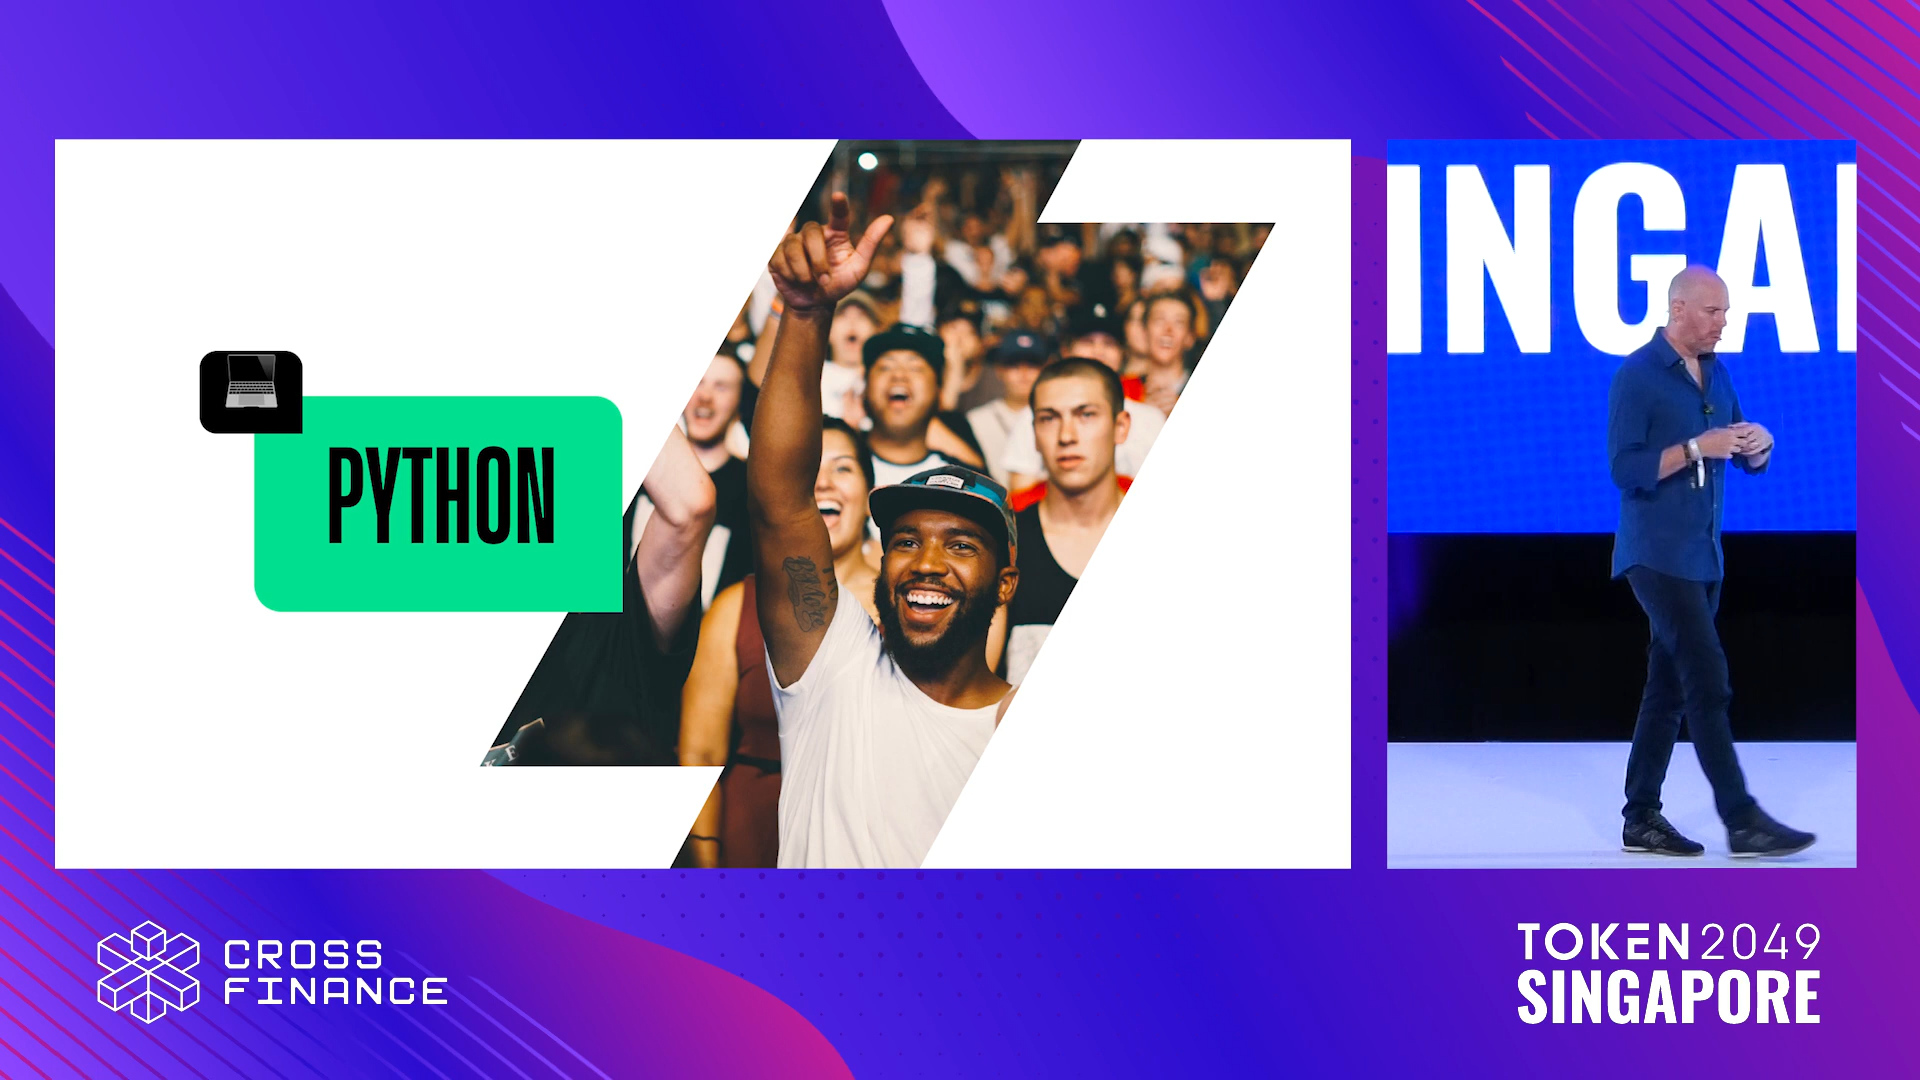 PYTHON
INGA
CROSS
FINANCE
TOKEN2049
SINGAPORE